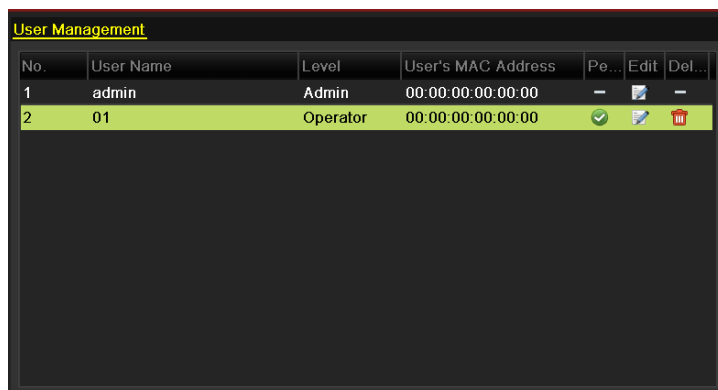 User Management
No. User Name Level User's MAC Address Pe... Edit Del...
1 admin Admin 00:00:00:00:00:00 – –
2 01 Operator 00:00:00:00:00:00